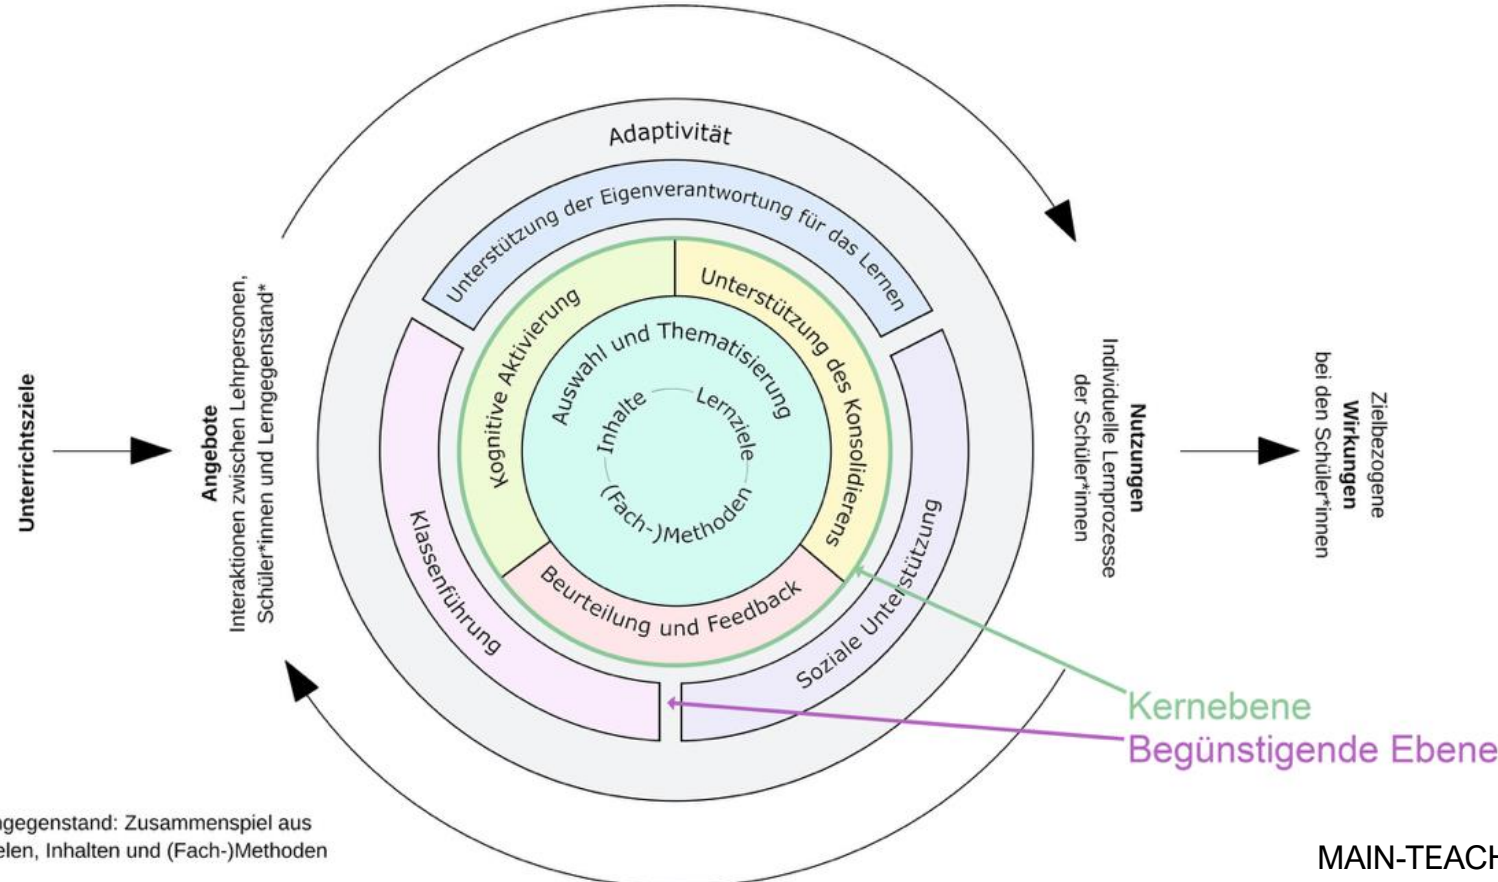 Adaptivität
Unterstützung der Eigenverantwortung für das Lernen
Kognitive Aktivierung
Unterstützung des Konsolidierens
Auswahl und Thematisierung
Inhalte
Lernziele
(Fach-)Methoden
Beurteilung und Feedback
Klassenführung
Soziale Unterstützung
Unterrichtsziele
Angebote
Interaktionen zwischen Lehrpersonen,
Schüler*innen und Lerngegenstand*
Nutzungen
Individuelle Lernprozesse
der Schüler*innen
Zielbezogene
Wirkungen
bei den Schüler*innen
Kernebene
Begünstigende Ebene
ngegenstand: Zusammenspiel aus
elen, Inhalten und (Fach-)Methoden
MAIN-TEACH